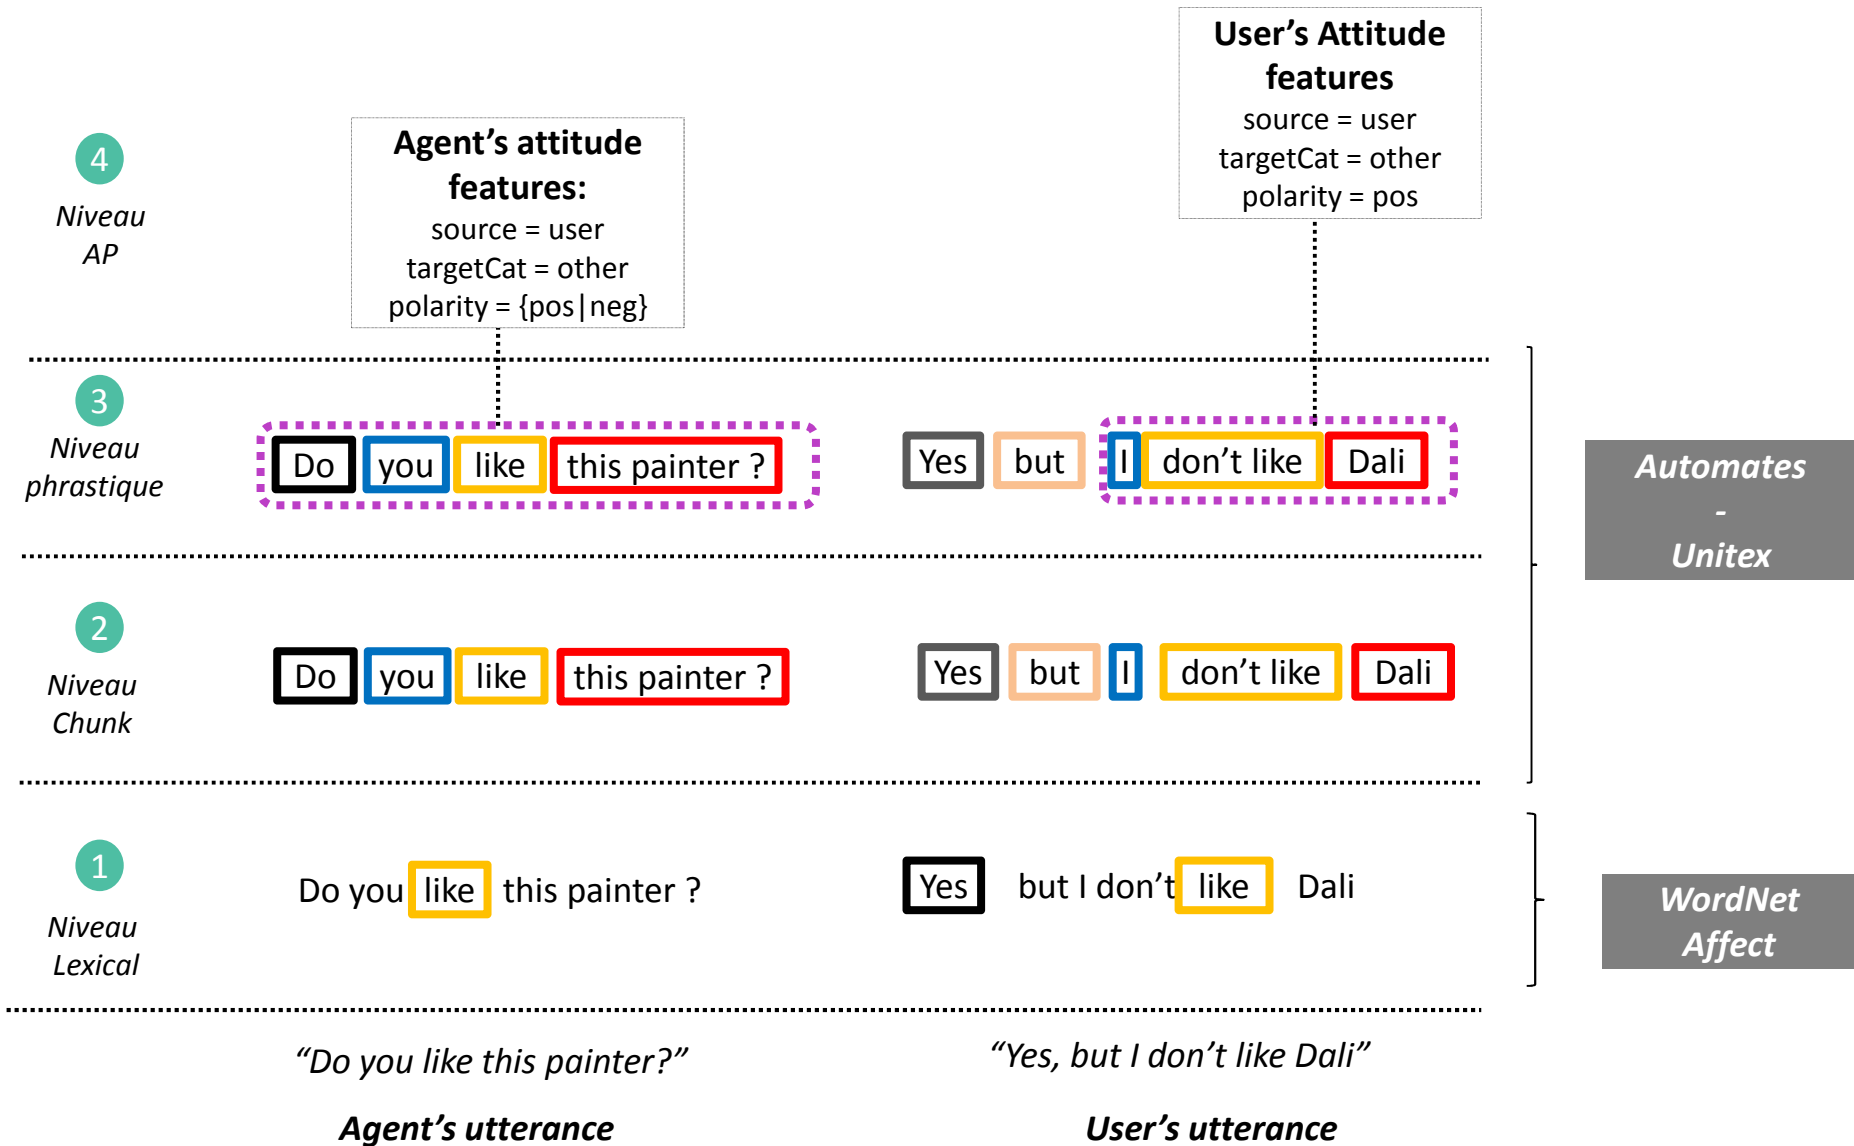 User's Attitude
features
source = user
targetCat = other
polarity = pos
4
Niveau
AP
Agent's attitude
features:
source = user
targetCat = other
polarity = {pos|neg}
3
Niveau
phrastique
Do you like this painter ?
Yes but I don't like Dali
Automates
-
Unitex
2
Niveau
Chunk
Do you like this painter ?
Yes but I don't like Dali
1
Niveau
Lexical
Do you like this painter ?
Yes but I don't like Dali
WordNet
Affect
“Do you like this painter?”
“Yes, but I don't like Dali”
Agent's utterance
User's utterance